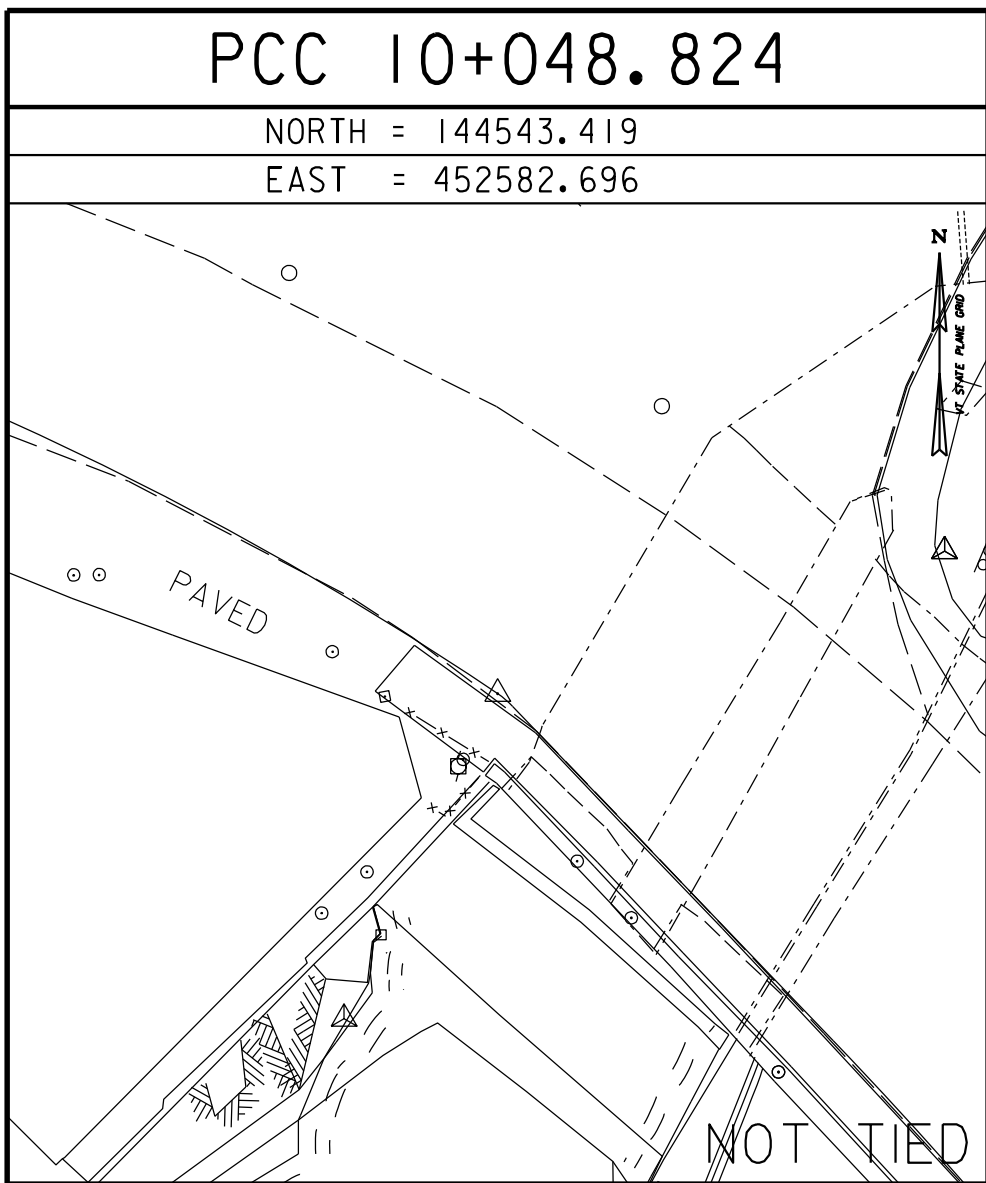 PCC 10+048.824
NORTH = 144543.419
EAST = 452582.696
N
VT STATE PLANE GRID
PAVED
NOT TIED